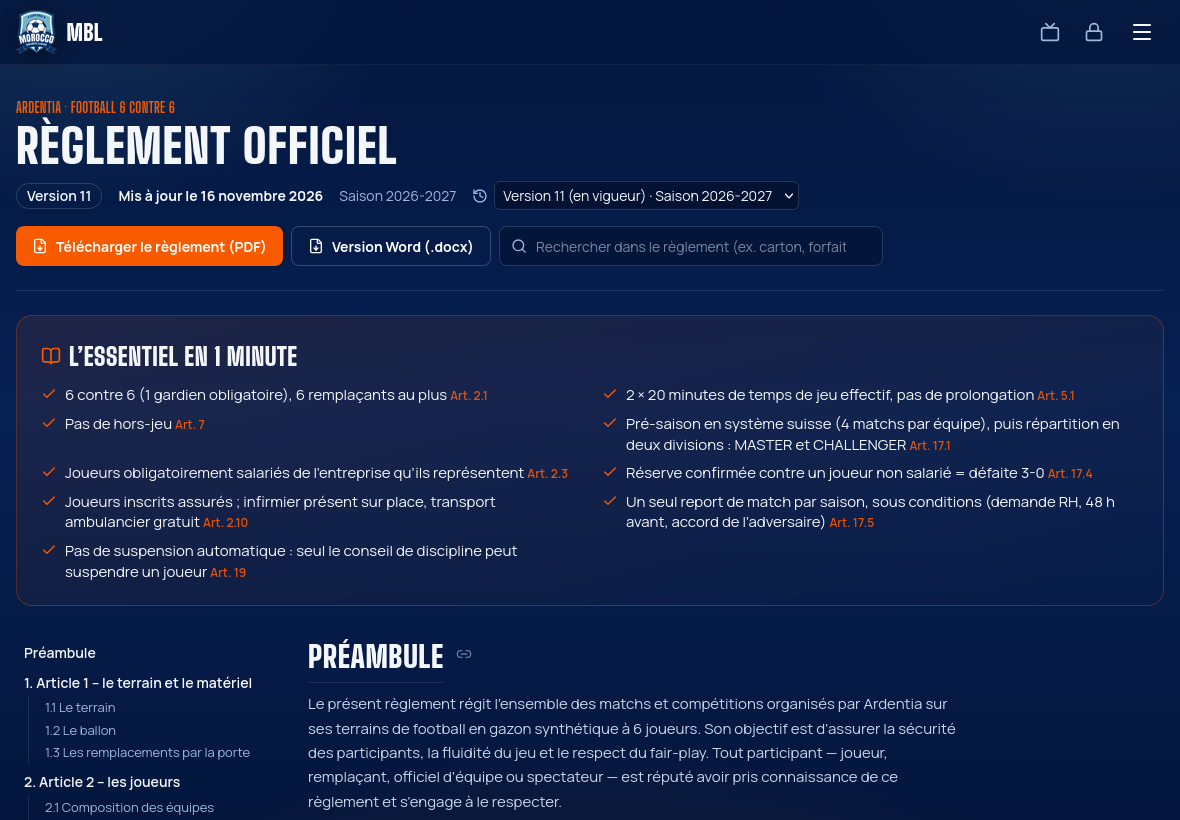 MOROCCO
MBL
ARDENTIA · FOOTBALL 6 CONTRE 6
RÈGLEMENT OFFICIEL
Version 11
Mis à jour le 16 novembre 2026
Saison 2026-2027
Version 11 (en vigueur) · Saison 2026-2027
Télécharger le règlement (PDF)
Version Word (.docx)
Rechercher dans le règlement (ex. carton, forfait
L'ESSENTIEL EN 1 MINUTE
6 contre 6 (1 gardien obligatoire), 6 remplaçants au plus Art. 2.1
2 × 20 minutes de temps de jeu effectif, pas de prolongation Art. 5.1
Pas de hors-jeu Art. 7
Pré-saison en système suisse (4 matchs par équipe), puis répartition en
deux divisions : MASTER et CHALLENGER Art. 17.1
Joueurs obligatoirement salariés de l'entreprise qu'ils représentent Art. 2.3
Réserve confirmée contre un joueur non salarié = défaite 3-0 Art. 17.4
Joueurs inscrits assurés ; infirmier présent sur place, transport
ambulancier gratuit Art. 2.10
Un seul report de match par saison, sous conditions (demande RH, 48 h
avant, accord de l'adversaire) Art. 17.5
Pas de suspension automatique : seul le conseil de discipline peut
suspendre un joueur Art. 19
Préambule
1. Article 1 – le terrain et le matériel
1.1 Le terrain
1.2 Le ballon
1.3 Les remplacements par la porte
2. Article 2 – les joueurs
2.1 Composition des équipes
PRÉAMBULE
Le présent règlement régit l'ensemble des matchs et compétitions organisés par Ardentia sur
ses terrains de football en gazon synthétique à 6 joueurs. Son objectif est d'assurer la sécurité
des participants, la fluidité du jeu et le respect du fair-play. Tout participant — joueur,
remplaçant, officiel d'équipe ou spectateur — est réputé avoir pris connaissance de ce
règlement et s'engage à le respecter.